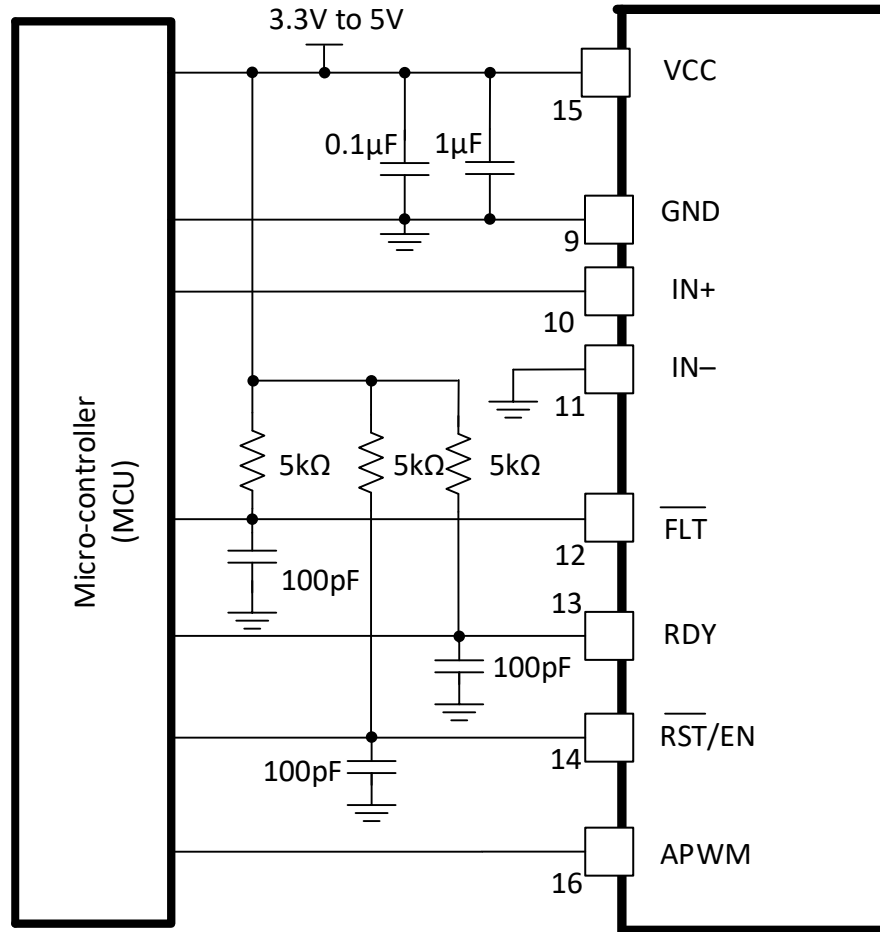 3.3V to 5V
VCC
15
0.1µF
1µF
GND
9
IN+
10
IN–
11
Micro-controller
(MCU)
5kΩ
5kΩ
5kΩ
FLT
12
100pF
13
RDY
100pF
RST/EN
14
100pF
APWM
16